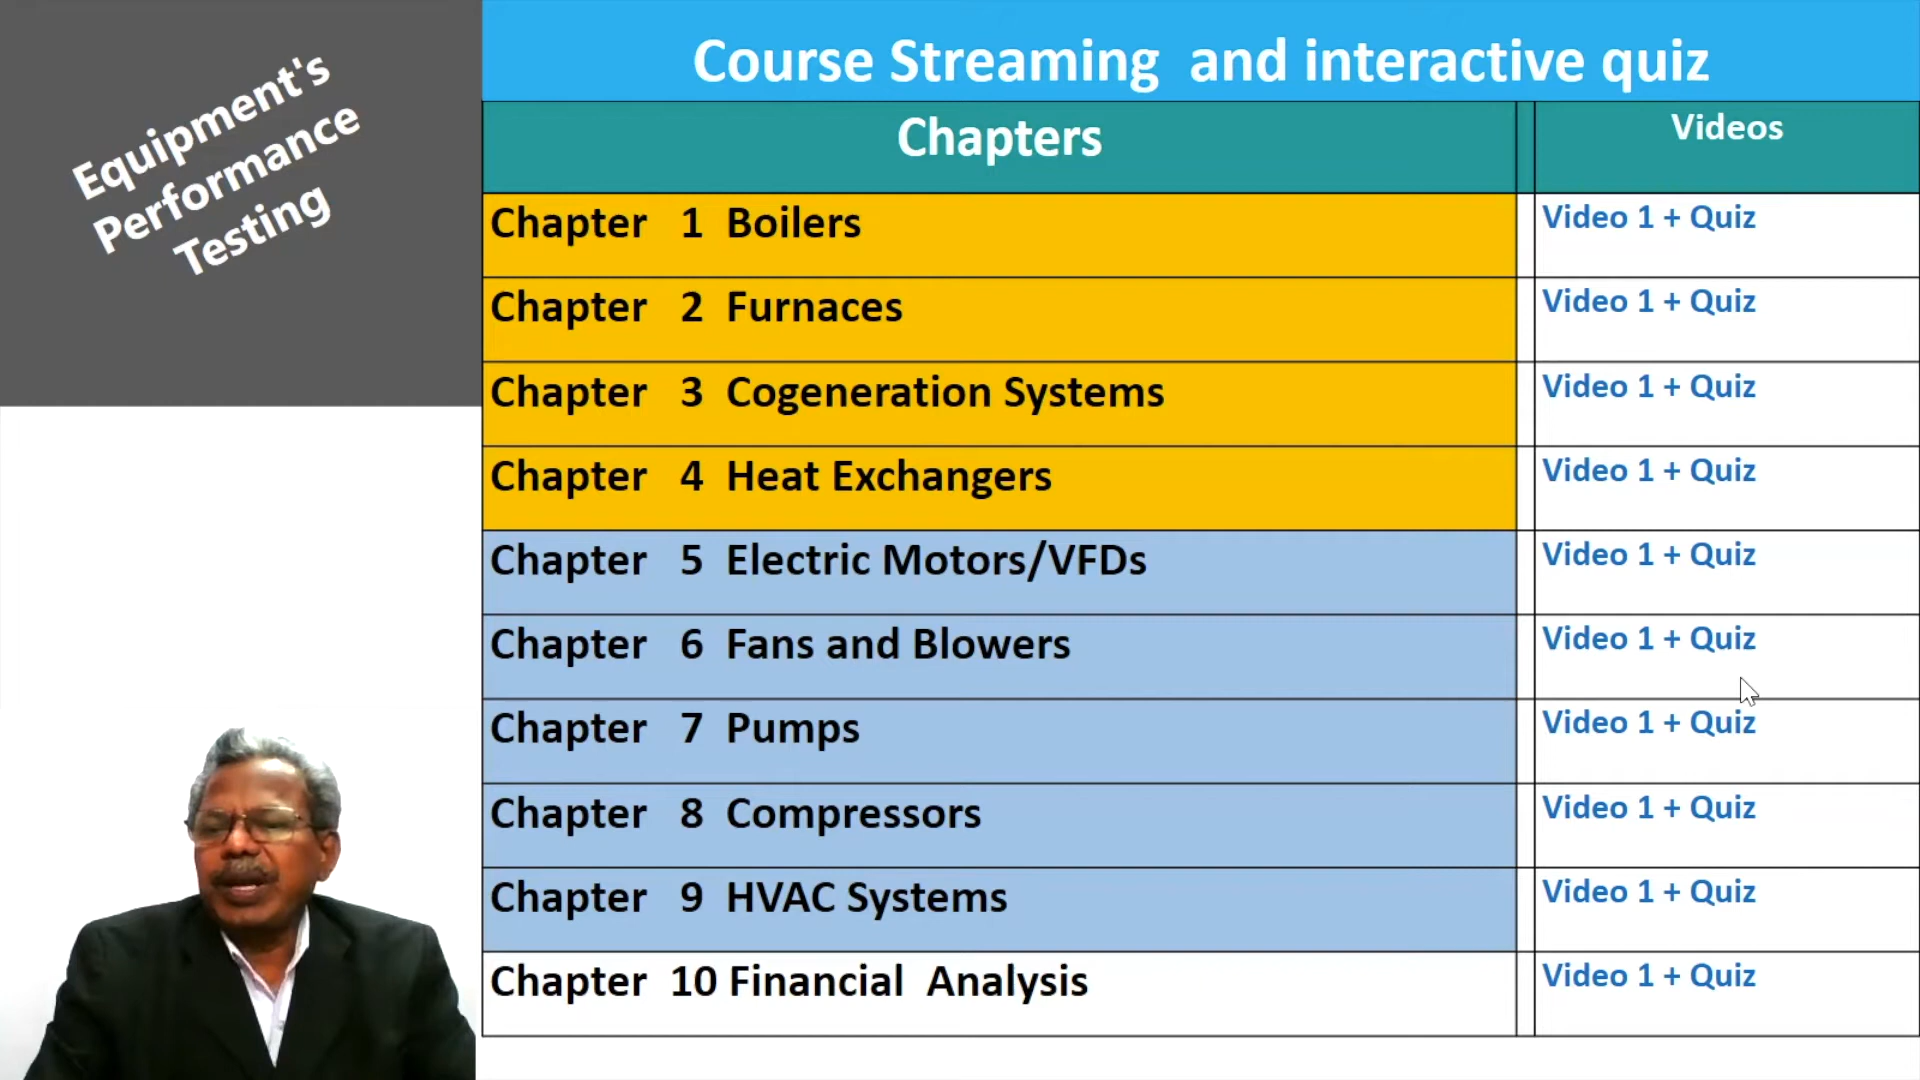 Equipment's
Performance
Testing
Course Streaming and interactive quiz
Chapters Videos
Chapter 1 Boilers Video 1 + Quiz
Chapter 2 Furnaces Video 1 + Quiz
Chapter 3 Cogeneration Systems Video 1 + Quiz
Chapter 4 Heat Exchangers Video 1 + Quiz
Chapter 5 Electric Motors/VFDs Video 1 + Quiz
Chapter 6 Fans and Blowers Video 1 + Quiz
Chapter 7 Pumps Video 1 + Quiz
Chapter 8 Compressors Video 1 + Quiz
Chapter 9 HVAC Systems Video 1 + Quiz
Chapter 10 Financial Analysis Video 1 + Quiz